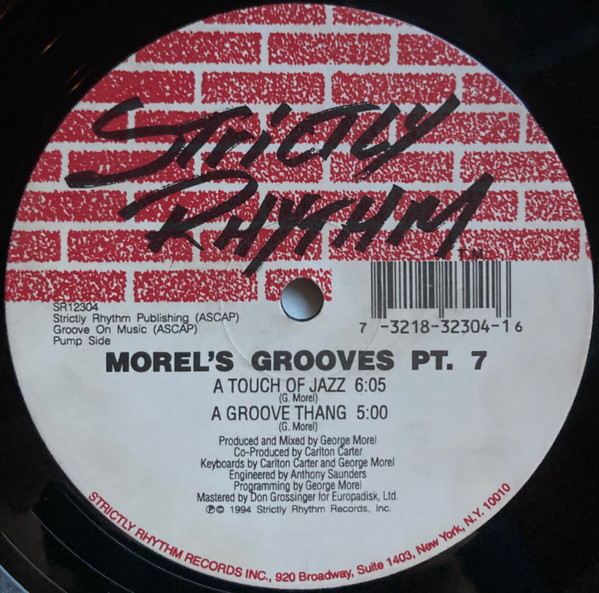 Strictly
Rhythm
T.M.
SR12304
Strictly Rhythm Publishing (ASCAP)
Groove On Music (ASCAP)
Pump Side
7 -3218-32304-1 6
MOREL'S GROOVES PT. 7
A TOUCH OF JAZZ 6:05
(G. Morel)
A GROOVE THANG 5:00
(G. Morel)
Produced and Mixed by George Morel
Co-Produced by Carlton Carter
Keyboards by Carlton Carter and George Morel
Engineered by Anthony Saunders
Programming by George Morel
Mastered by Don Grossinger for Europadisk, Ltd.
℗© 1994 Strictly Rhythm Records, Inc.
STRICTLY RHYTHM RECORDS INC., 920 Broadway, Suite 1403, New York, N.Y. 10010